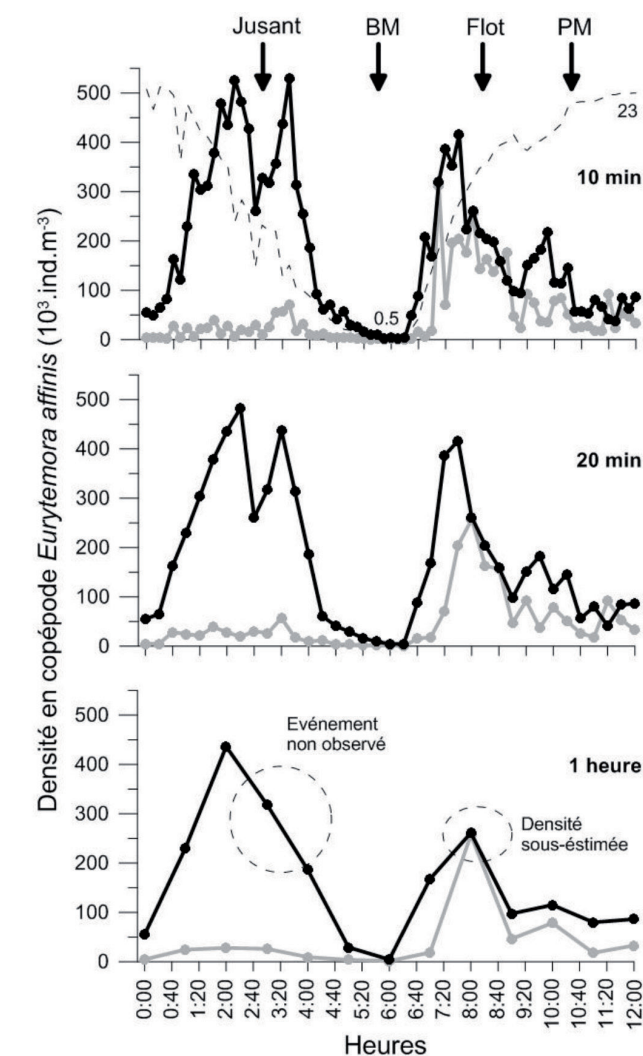 Jusant BM Flot PM
500
400
300
200
100
0
23
0.5
10 min
500
400
300
200
100
0
20 min
500
400
300
200
100
0
Evénement
non observé
1 heure
Densité
sous-éstimée
Densité en copépode Eurytemora affinis (10³.ind.m⁻³)
0:00 0:40 1:20 2:00 2:40 3:20 4:00 4:40 5:20 6:00 6:40 7:20 8:00 8:40 9:20 10:00 10:40 11:20 12:00
Heures